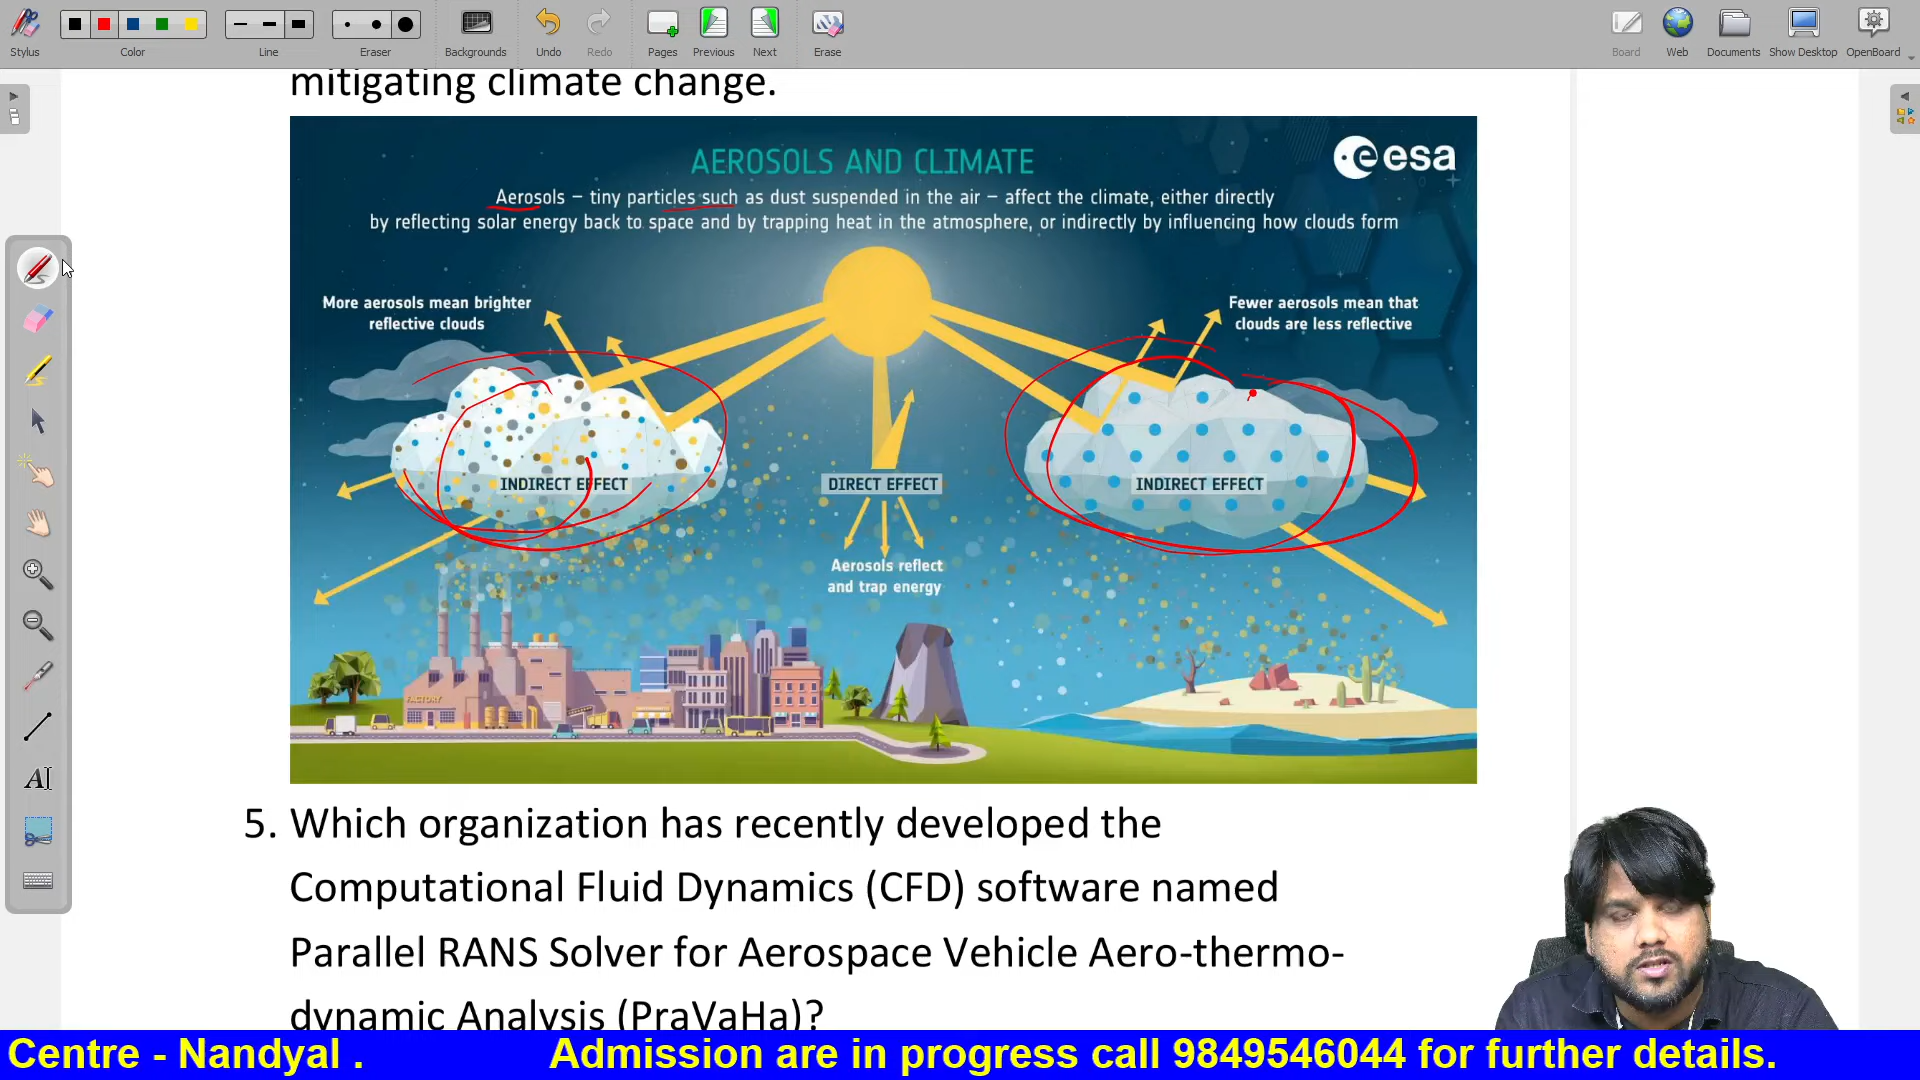 Stylus
Color
Line
Eraser
Backgrounds
Undo
Redo
Pages
Previous
Next
Erase
Board
Web
Documents
Show Desktop
OpenBoard
mitigating climate change.
AEROSOLS AND CLIMATE
esa
Aerosols – tiny particles such as dust suspended in the air – affect the climate, either directly
by reflecting solar energy back to space and by trapping heat in the atmosphere, or indirectly by influencing how clouds form
More aerosols mean brighter
reflective clouds
Fewer aerosols mean that
clouds are less reflective
INDIRECT EFFECT
DIRECT EFFECT
INDIRECT EFFECT
Aerosols reflect
and trap energy
FACTORY
5. Which organization has recently developed the
Computational Fluid Dynamics (CFD) software named
Parallel RANS Solver for Aerospace Vehicle Aero-thermo-
dynamic Analysis (PraVaHa)?
Centre - Nandyal . Admission are in progress call 9849546044 for further details.